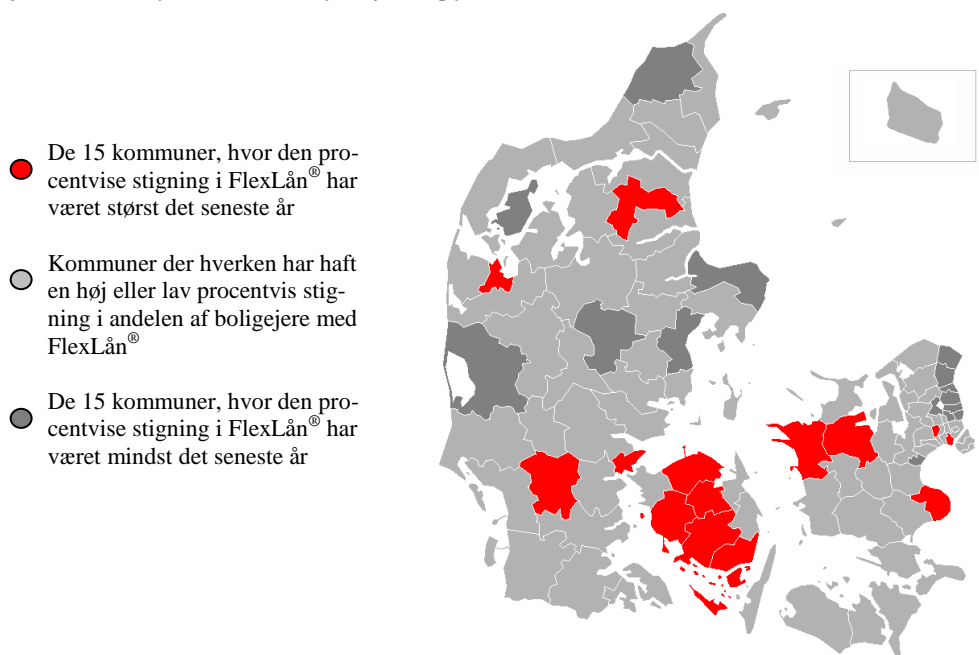 De 15 kommuner, hvor den pro-
centvise stigning i FlexLån® har
været størst det seneste år
Kommuner der hverken har haft
en høj eller lav procentvis stig-
ning i andelen af boligejere med
FlexLån®
De 15 kommuner, hvor den pro-
centvise stigning i FlexLån® har
været mindst det seneste år